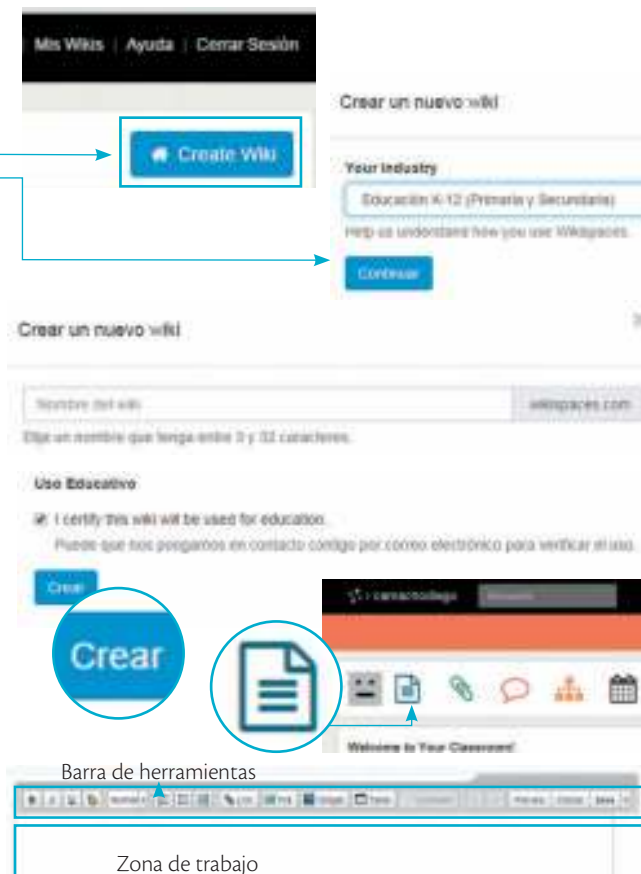 Mis Wikis | Ayuda | Cerrar Sesión
Create Wiki
Crear un nuevo wiki
Your Industry
Educación K-12 (Primaria y Secundaria)
Help us understand how you use Wikispaces.
Continuar
Crear un nuevo wiki
Nombre del wiki
wikispaces.com
Elija un nombre que tenga entre 3 y 32 caracteres.
Uso Educativo
I certify this wiki will be used for education.
Puede que nos pongamos en contacto contigo por correo electrónico para verificar el uso.
Crear
Crear
Welcome to Your Classroom!
Barra de herramientas
Zona de trabajo